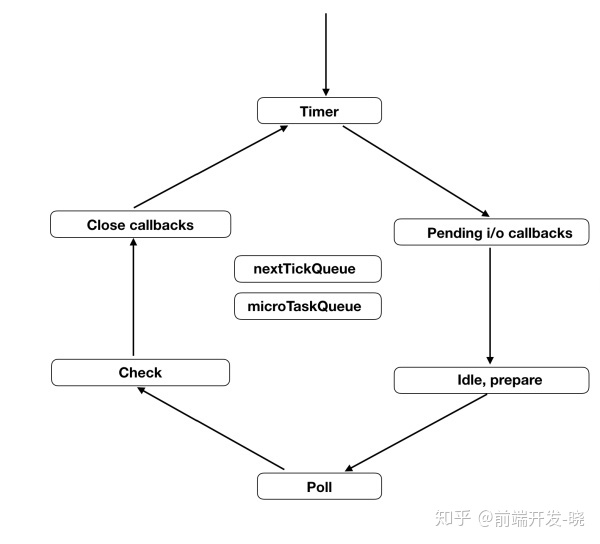 Timer
Close callbacks
Pending i/o callbacks
nextTickQueue
microTaskQueue
Check
Idle, prepare
Poll
知乎 @前端开发-晓